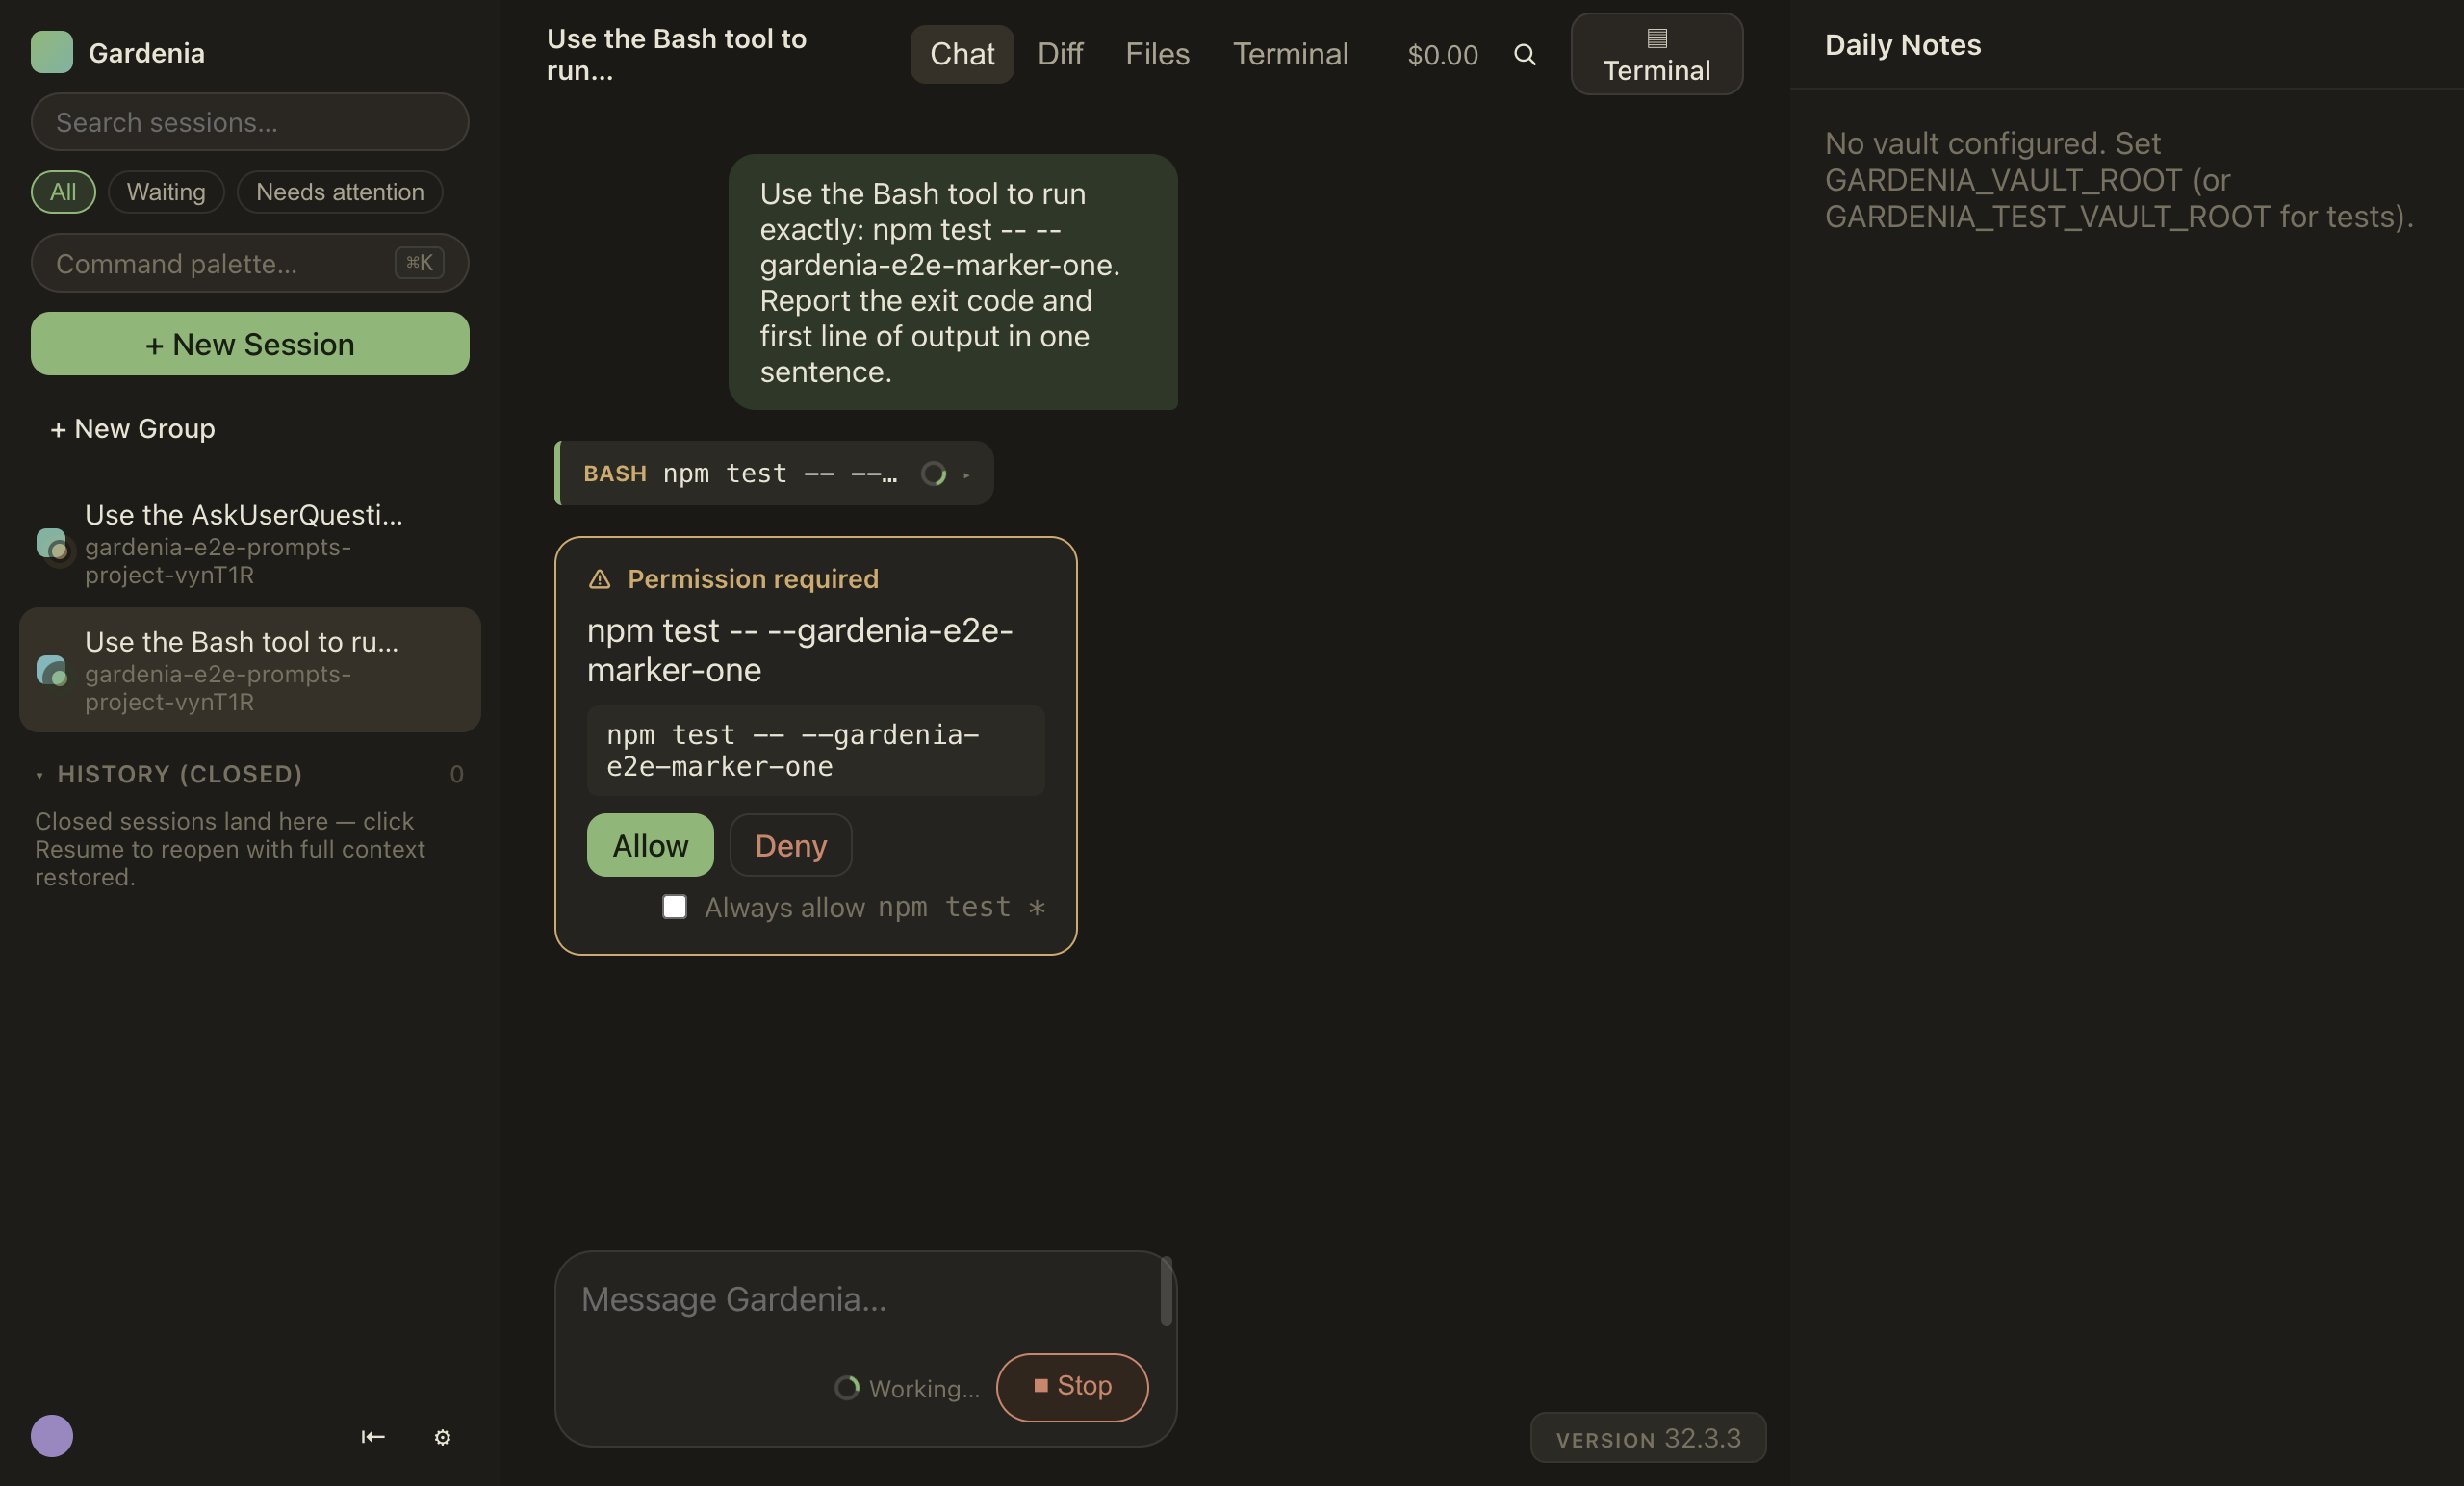 Gardenia
Search sessions...
All
Waiting
Needs attention
Command palette...
⌘K
+ New Session
+ New Group
Use the AskUserQuesti...
gardenia-e2e-prompts-
project-vynT1R
Use the Bash tool to ru...
gardenia-e2e-prompts-
project-vynT1R
HISTORY (CLOSED)
0
Closed sessions land here — click
Resume to reopen with full context
restored.
Use the Bash tool to
run...
Chat
Diff
Files
Terminal
$0.00
Terminal
Use the Bash tool to run
exactly: npm test -- --
gardenia-e2e-marker-one.
Report the exit code and
first line of output in one
sentence.
BASH npm test -- --…
Permission required
npm test -- --gardenia-e2e-
marker-one
npm test -- --gardenia-
e2e-marker-one
Allow
Deny
Always allow npm test *
Message Gardenia...
Working...
Stop
VERSION 32.3.3
Daily Notes
No vault configured. Set
GARDENIA_VAULT_ROOT (or
GARDENIA_TEST_VAULT_ROOT for tests).